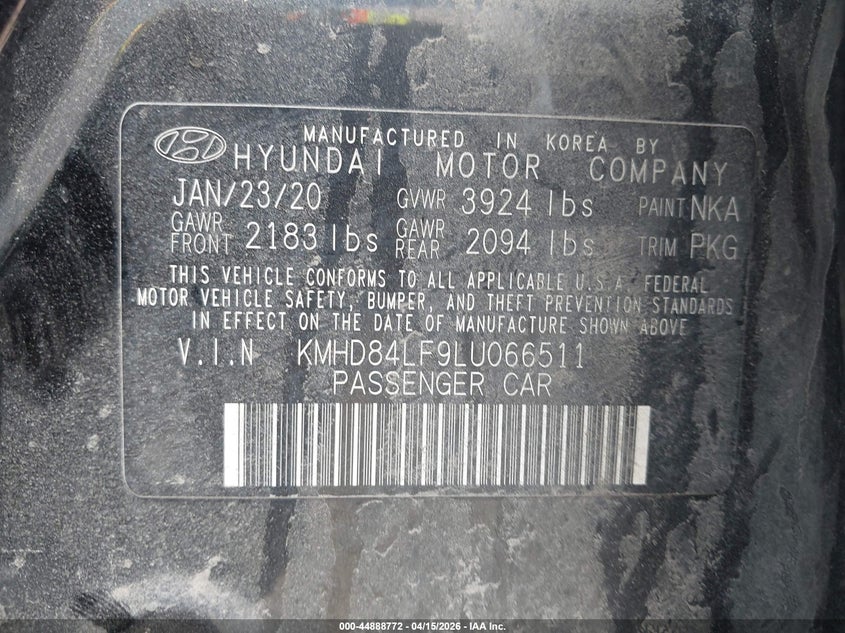 MANUFACTURED IN KOREA BY
HYUNDAI MOTOR COMPANY
JAN/23/20 GVWR 3924 lbs PAINT NKA
GAWR FRONT 2183 lbs GAWR REAR 2094 lbs TRIM PKG
THIS VEHICLE CONFORMS TO ALL APPLICABLE U.S.A. FEDERAL
MOTOR VEHICLE SAFETY, BUMPER, AND THEFT PREVENTION STANDARDS
IN EFFECT ON THE DATE OF MANUFACTURE SHOWN ABOVE
V.I.N KMHD84LF9LU066511
PASSENGER CAR
000-44888772 - 04/15/2026 - IAA Inc.